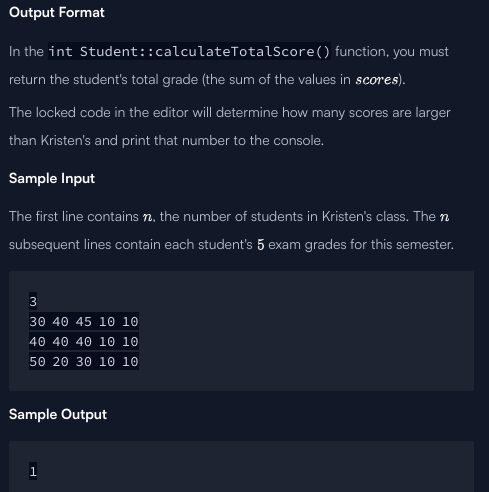 Output Format
In the int Student::calculateTotalScore() function, you must
return the student's total grade (the sum of the values in scores).
The locked code in the editor will determine how many scores are larger
than Kristen's and print that number to the console.
Sample Input
The first line contains n, the number of students in Kristen's class. The n
subsequent lines contain each student's 5 exam grades for this semester.
3
30 40 45 10 10
40 40 40 10 10
50 20 30 10 10
Sample Output
1